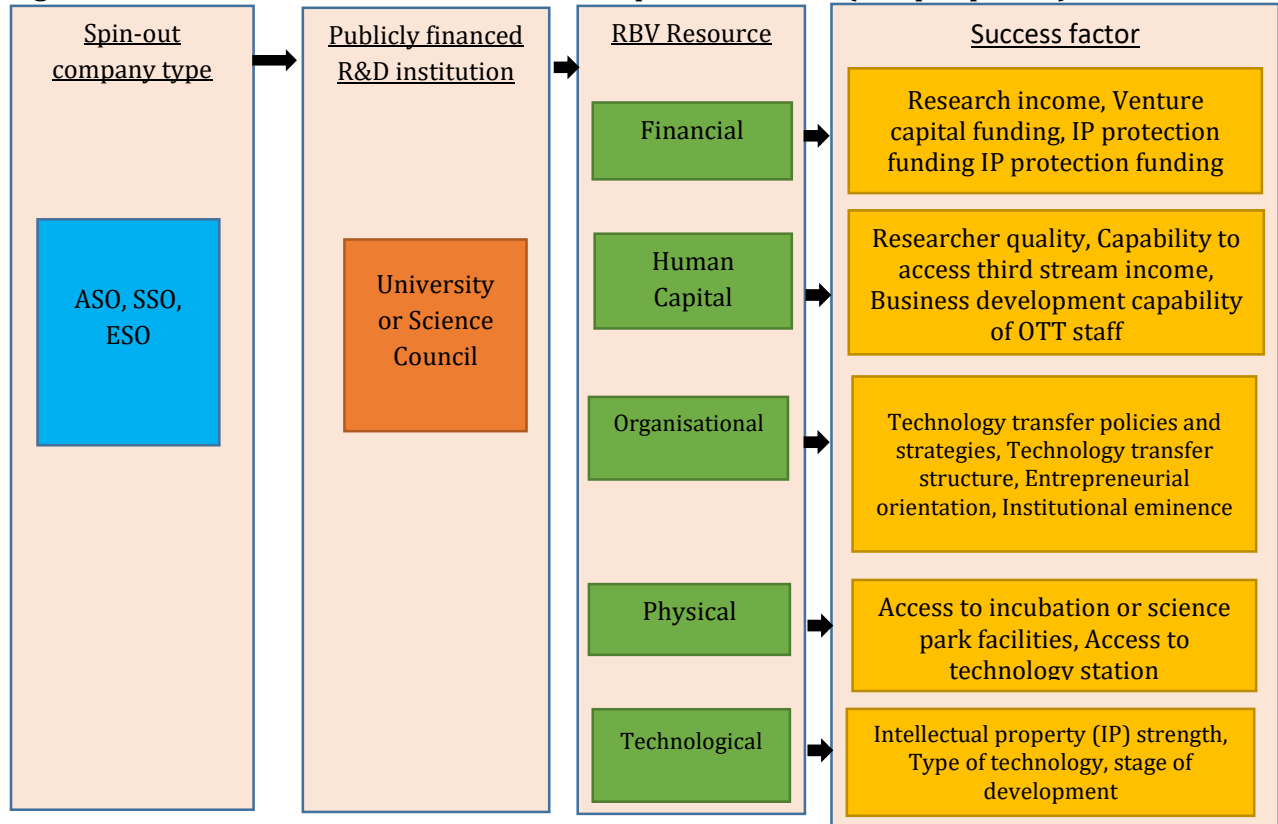 Spin-out
company type
ASO, SSO,
ESO
Publicly financed
R&D institution
University
or Science
Council
RBV Resource
Financial
Human
Capital
Organisational
Physical
Technological
Success factor
Research income, Venture
capital funding, IP protection
funding IP protection funding
Researcher quality, Capability to
access third stream income,
Business development capability
of OTT staff
Technology transfer policies and
strategies, Technology transfer
structure, Entrepreneurial
orientation, Institutional eminence
Access to incubation or science
park facilities, Access to
technology station
Intellectual property (IP) strength,
Type of technology, stage of
development